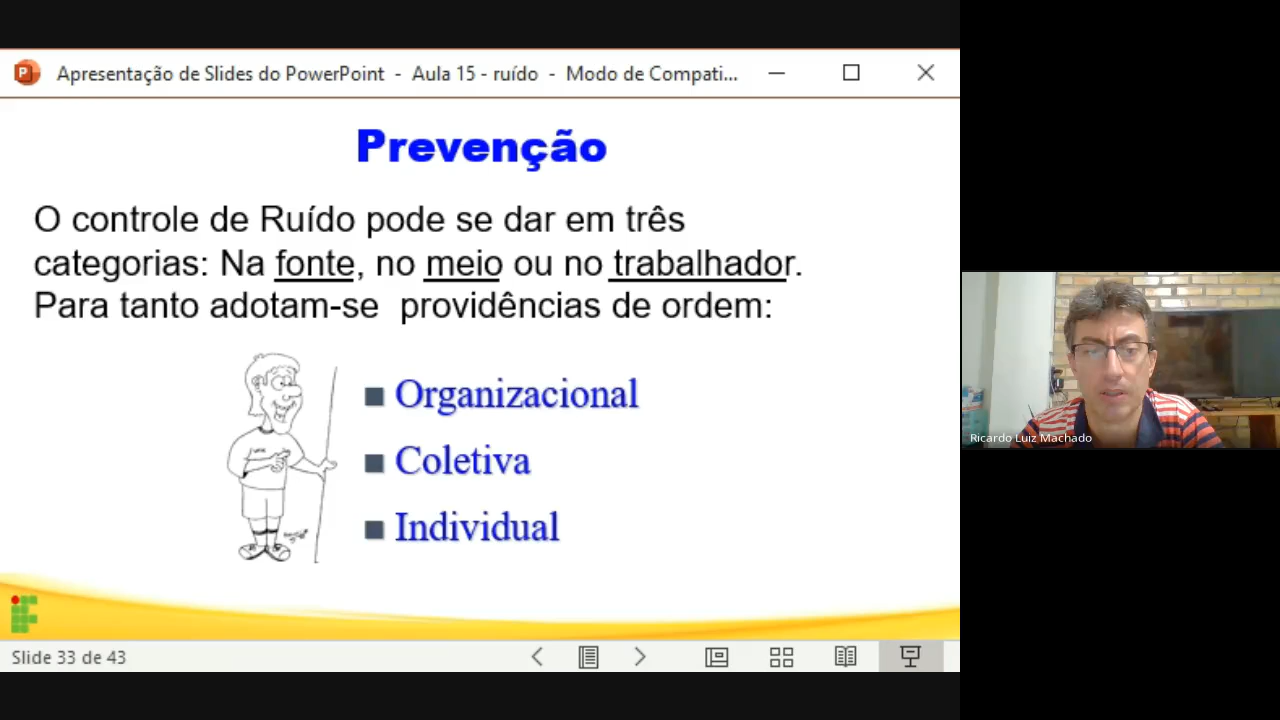 Apresentação de Slides do PowerPoint - Aula 15 - ruído - Modo de Compati...
Prevenção
O controle de Ruído pode se dar em três
categorias: Na fonte, no meio ou no trabalhador.
Para tanto adotam-se providências de ordem:
Organizacional
Coletiva
Individual
Ricardo Luiz Machado
Slide 33 de 43